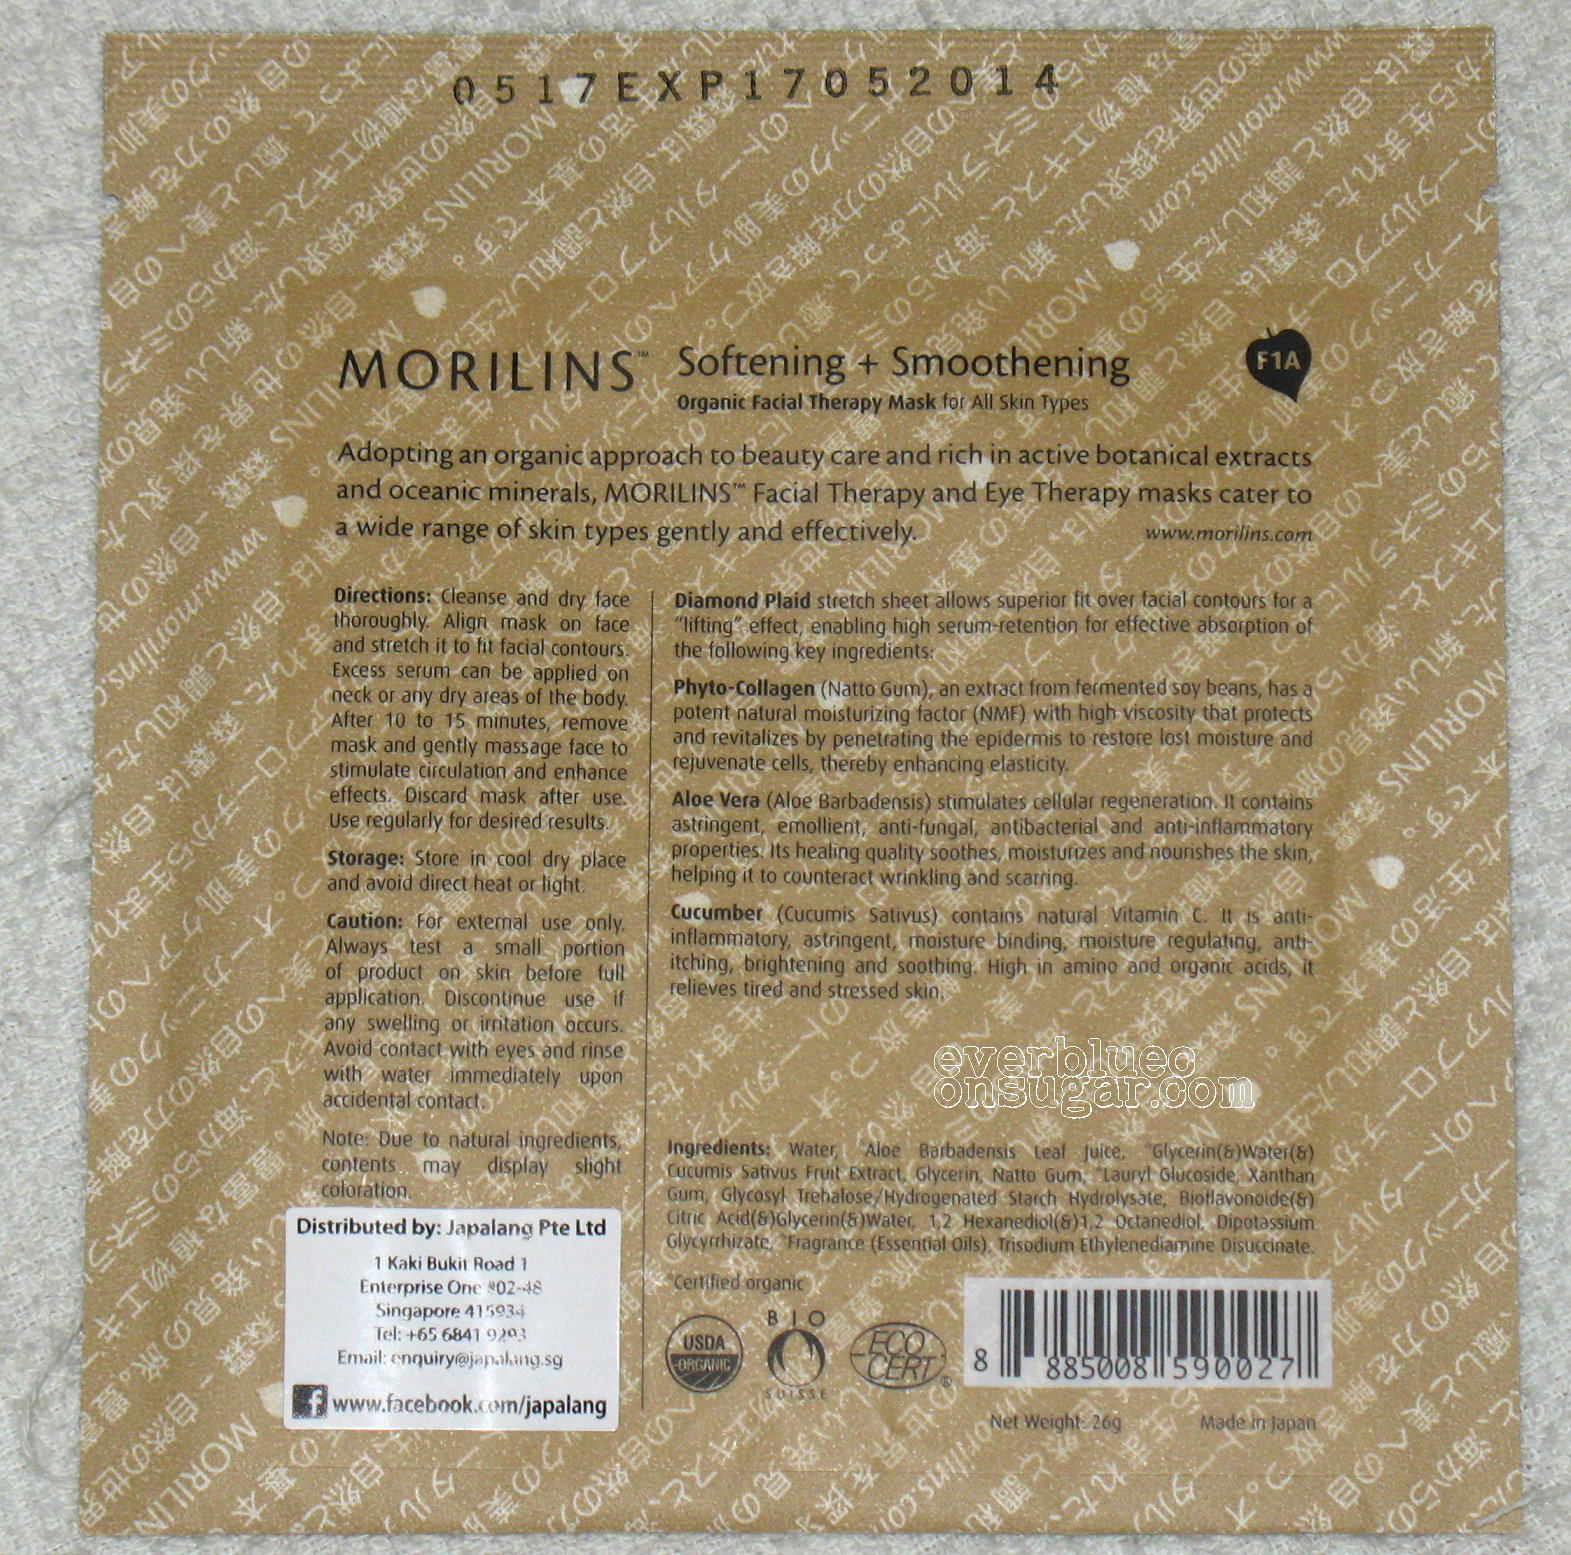 0517EXP17052014
MORILINS™ Softening + Smoothening
Organic Facial Therapy Mask for All Skin Types
F1A
Adopting an organic approach to beauty care and rich in active botanical extracts
and oceanic minerals, MORILINS™ Facial Therapy and Eye Therapy masks cater to
a wide range of skin types gently and effectively.
www.morilins.com
Directions: Cleanse and dry face
thoroughly. Align mask on face
and stretch it to fit facial contours.
Excess serum can be applied on
neck or any dry areas of the body.
After 10 to 15 minutes, remove
mask and gently massage face to
stimulate circulation and enhance
effects. Discard mask after use.
Use regularly for desired results.
Storage: Store in cool dry place
and avoid direct heat or light.
Caution: For external use only.
Always test a small portion
of product on skin before full
application. Discontinue use if
any swelling or irritation occurs.
Avoid contact with eyes and rinse
with water immediately upon
accidental contact.
Note: Due to natural ingredients,
contents may display slight
coloration.
Distributed by: Japalang Pte Ltd
1 Kaki Bukit Road 1
Enterprise One #02-48
Singapore 415934
Tel: +65 6841 9293
Email: enquiry@japalang.sg
f www.facebook.com/japalang
Diamond Plaid stretch sheet allows superior fit over facial contours for a
"lifting" effect, enabling high serum-retention for effective absorption of
the following key ingredients:
Phyto-Collagen (Natto Gum), an extract from fermented soy beans, has a
potent natural moisturizing factor (NMF) with high viscosity that protects
and revitalizes by penetrating the epidermis to restore lost moisture and
rejuvenate cells, thereby enhancing elasticity.
Aloe Vera (Aloe Barbadensis) stimulates cellular regeneration. It contains
astringent, emollient, anti-fungal, antibacterial and anti-inflammatory
properties. Its healing quality soothes, moisturizes and nourishes the skin,
helping it to counteract wrinkling and scarring.
Cucumber (Cucumis Sativus) contains natural Vitamin C. It is anti-
inflammatory, astringent, moisture binding, moisture regulating, anti-
itching, brightening and soothing. High in amino and organic acids, it
relieves tired and stressed skin.
everbluec
onsugar.com
Ingredients: Water, *Aloe Barbadensis Leaf Juice, *Glycerin(&)Water(&)
Cucumis Sativus Fruit Extract, Glycerin, Natto Gum, *Lauryl Glucoside, Xanthan
Gum, Glycosyl Trehalose/Hydrogenated Starch Hydrolysate, Bioflavonoide(&)
Citric Acid(&)Glycerin(&)Water, 1,2 Hexanediol(&)1,2 Octanediol, Dipotassium
Glycyrrhizate, *Fragrance (Essential Oils), Trisodium Ethylenediamine Disuccinate.
*Certified organic
USDA
ORGANIC
BIO
SUISSE
ECO
CERT®
8 885008 590027
Net Weight: 26g Made in Japan